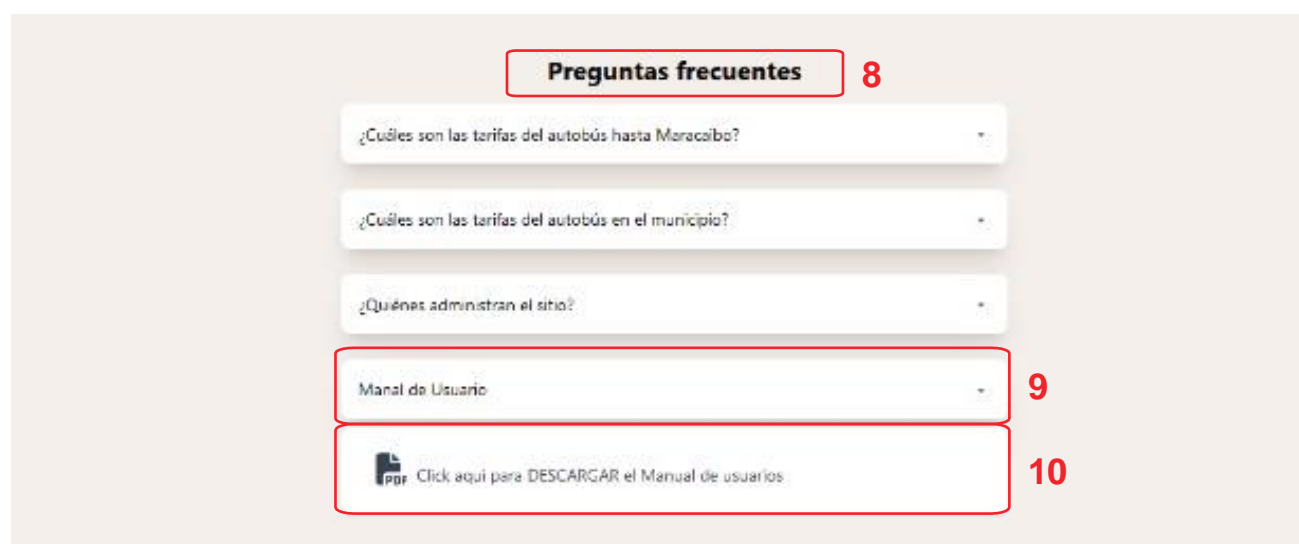 Preguntas frecuentes 8
¿Cuáles son las tarifas del autobús hasta Maracaibo?
¿Cuáles son las tarifas del autobús en el municipio?
¿Quiénes administran el sitio?
Manal de Usuario 9
PDF Click aqui para DESCARGAR el Manual de usuarios 10